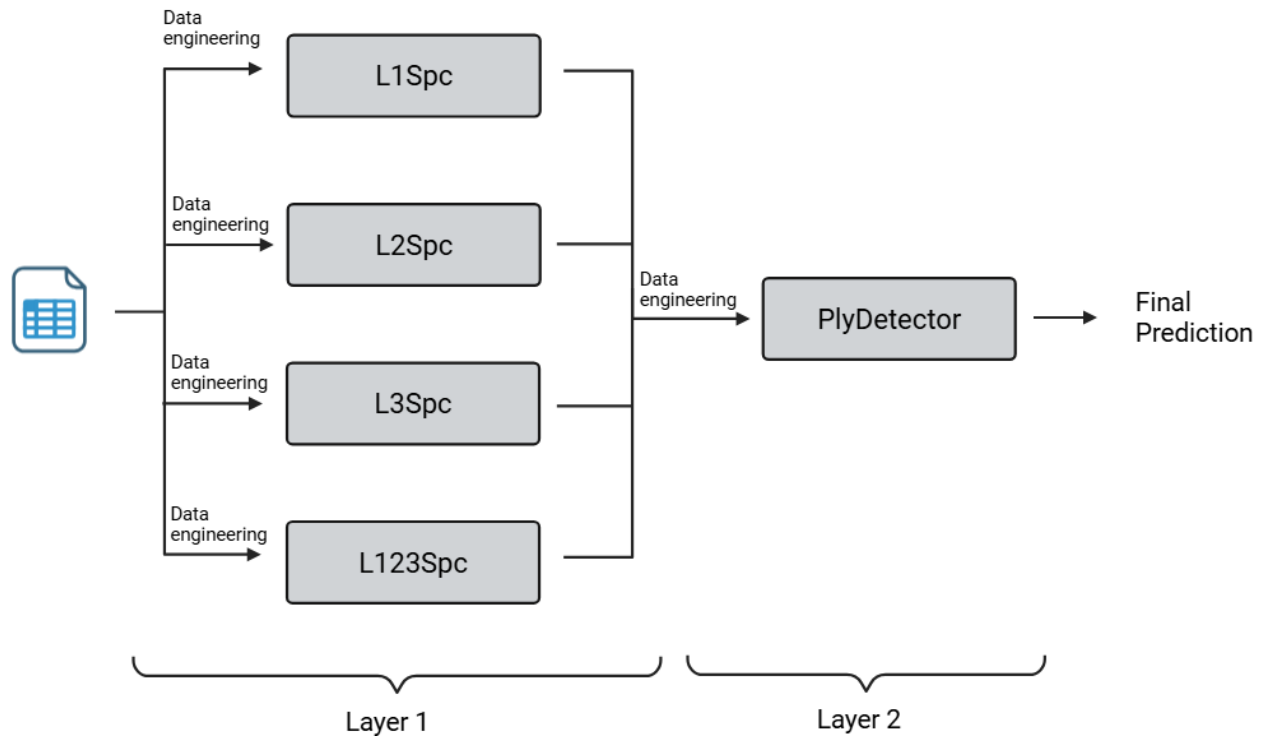 Data
engineering
L1Spc
Data
engineering
L2Spc
Data
engineering
PlyDetector
Final
Prediction
Data
engineering
L3Spc
Data
engineering
L123Spc
Layer 1
Layer 2